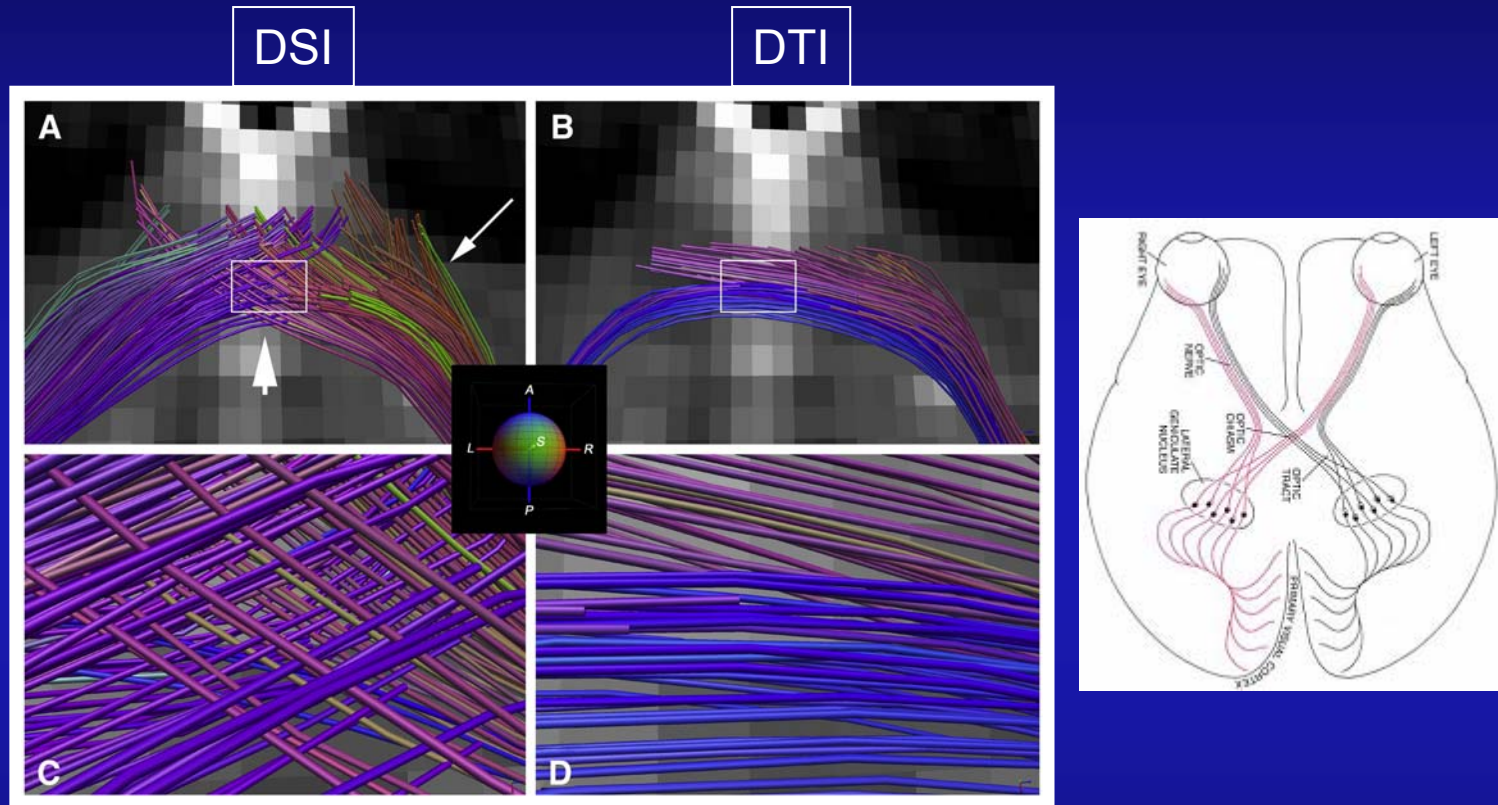 DSI
DTI
A
B
A
L
S
R
P
C
D
RIGHT EYE
LEFT EYE
OPTIC
NERVE
OPTIC
CHIASM
LATERAL
GENICULATE
NUCLEUS
OPTIC
TRACT
PRIMARY VISUAL CORTEX